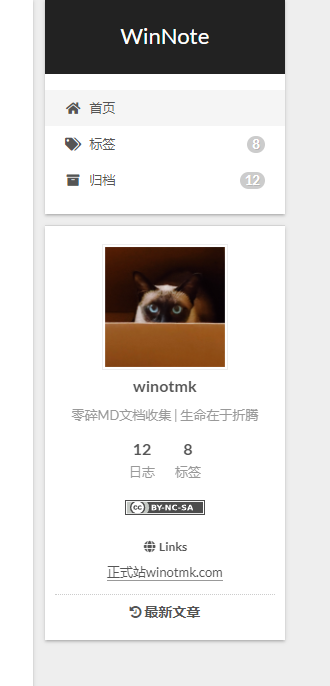 WinNote
首页
标签 8
归档 12
winotmk
零碎MD文档收集 | 生命在于折腾
12 8
日志 标签
cc BY-NC-SA
Links
正式站winotmk.com
最新文章